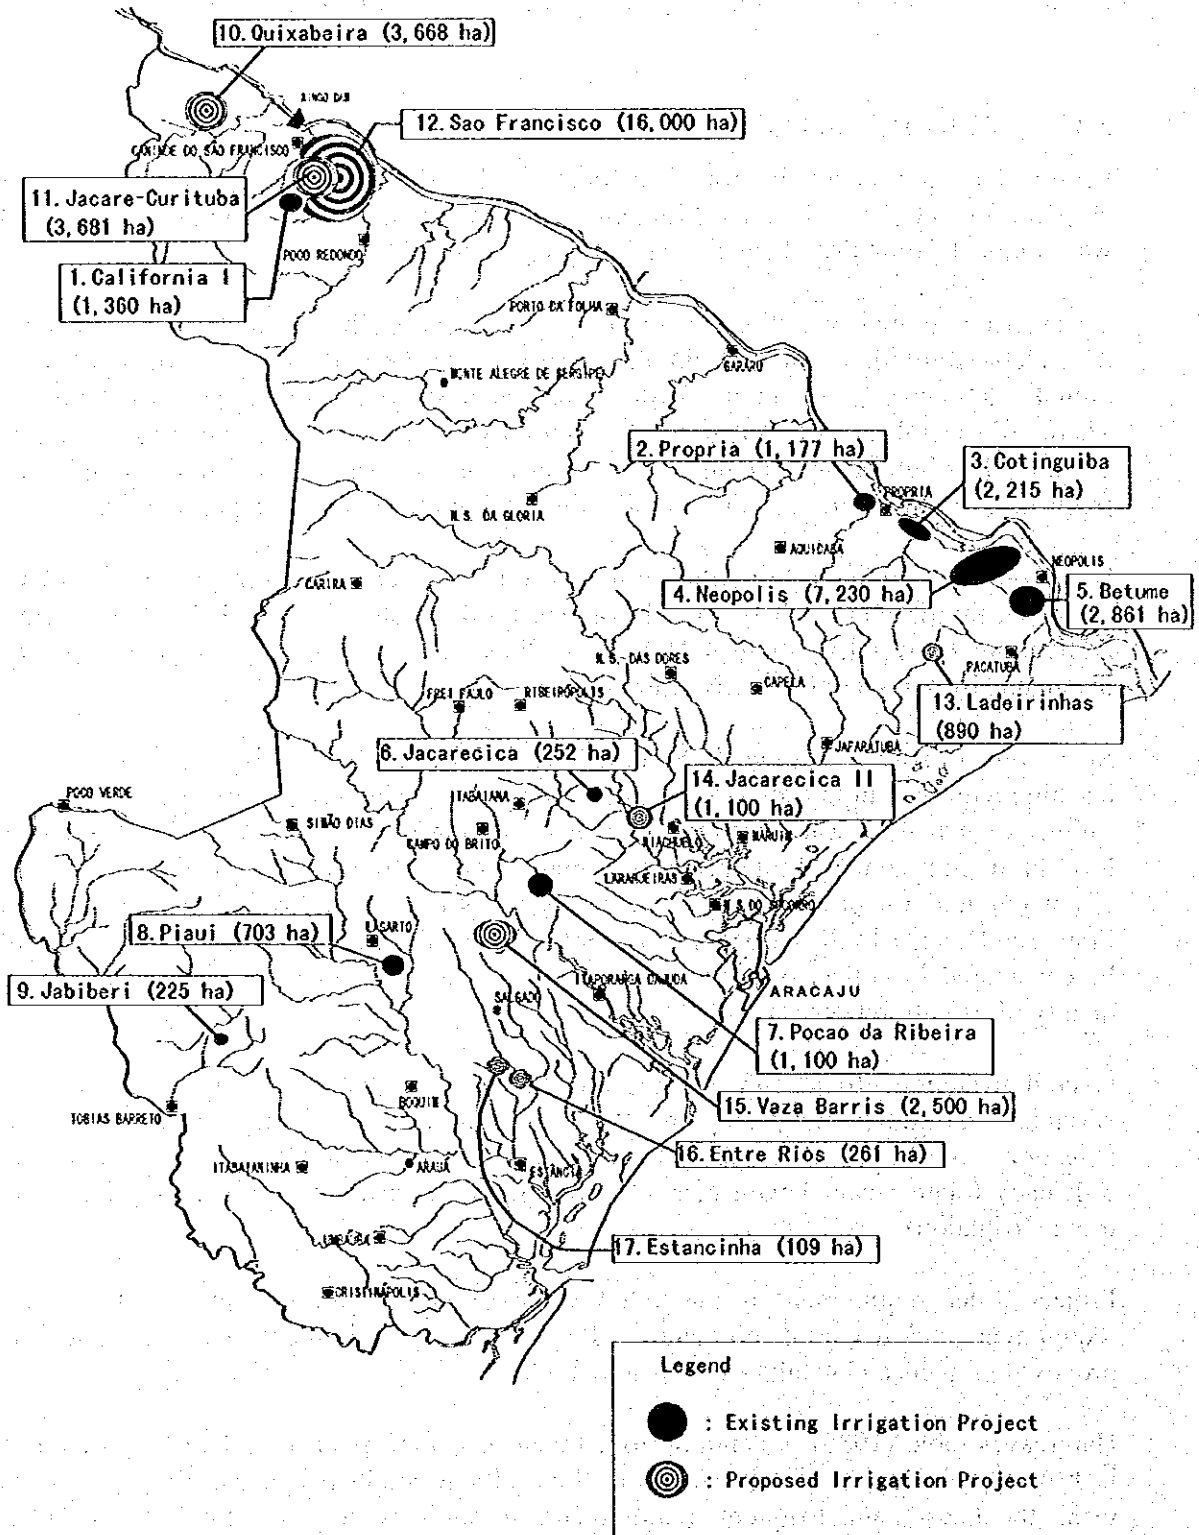 10. Quixabeira (3,668 ha)
12. Sao Francisco (16,000 ha)
CANINDE DO SÃO FRANCISCO
11. Jacare-Curituba
(3,681 ha)
POCO REDONDO
1. California I
(1,360 ha)
PORTO DA FOLHA
GARARU
MONTE ALEGRE DE SERGIPE
2. Propria (1,177 ha)
3. Cotinguiba
(2,215 ha)
PROPRIA
N.S. DA GLORIA
AQUIDABA
NEOPOLIS
CARIRA
4. Neopolis (7,230 ha)
5. Betume
(2,861 ha)
N.S. DAS DORES
PACATUBA
CAPELA
FREI PAULO
RIBEIRÓPOLIS
13. Ladeirinhas
(890 ha)
JAPARATUBA
6. Jacarecica (252 ha)
14. Jacarecica II
(1,100 ha)
POCO VERDE
ITABAIANA
SIMÃO DIAS
CAMPO DO BRITO
RIACHUELO
MARUIM
LARANJEIRAS
N.S. DO SOCORRO
8. Piaui (703 ha)
LAGARTO
9. Jabiberi (225 ha)
ITAPORANGA DAJUDA
ARACAJU
SALGADO
7. Pocao da Ribeira
(1,100 ha)
BOQUIM
15. Vaza Barris (2,500 ha)
TOBIAS BARRETO
16. Entre Rios (261 ha)
ITABAIANINHA
ARAUÁ
ESTÂNCIA
17. Estancinha (109 ha)
CRISTINÁPOLIS
Legend
: Existing Irrigation Project
: Proposed Irrigation Project